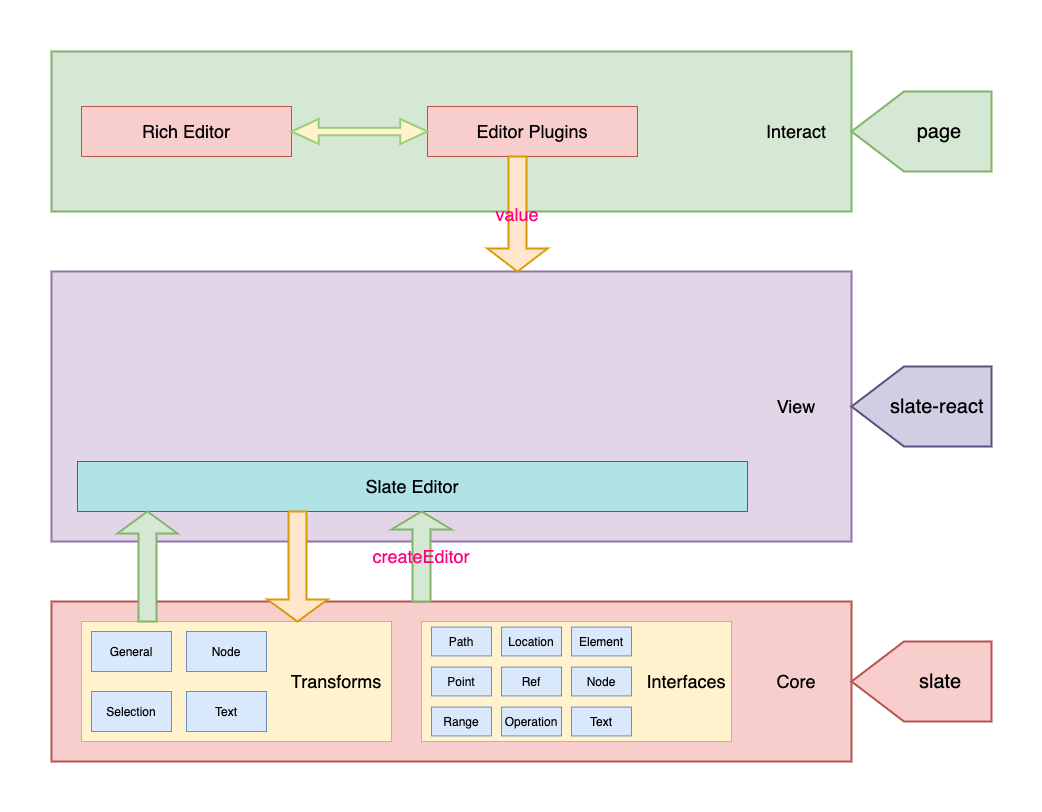 Rich Editor
Editor Plugins
Interact
page
value
View
slate-react
Slate Editor
createEditor
General
Node
Selection
Text
Transforms
Path
Location
Element
Point
Ref
Node
Range
Operation
Text
Interfaces
Core
slate